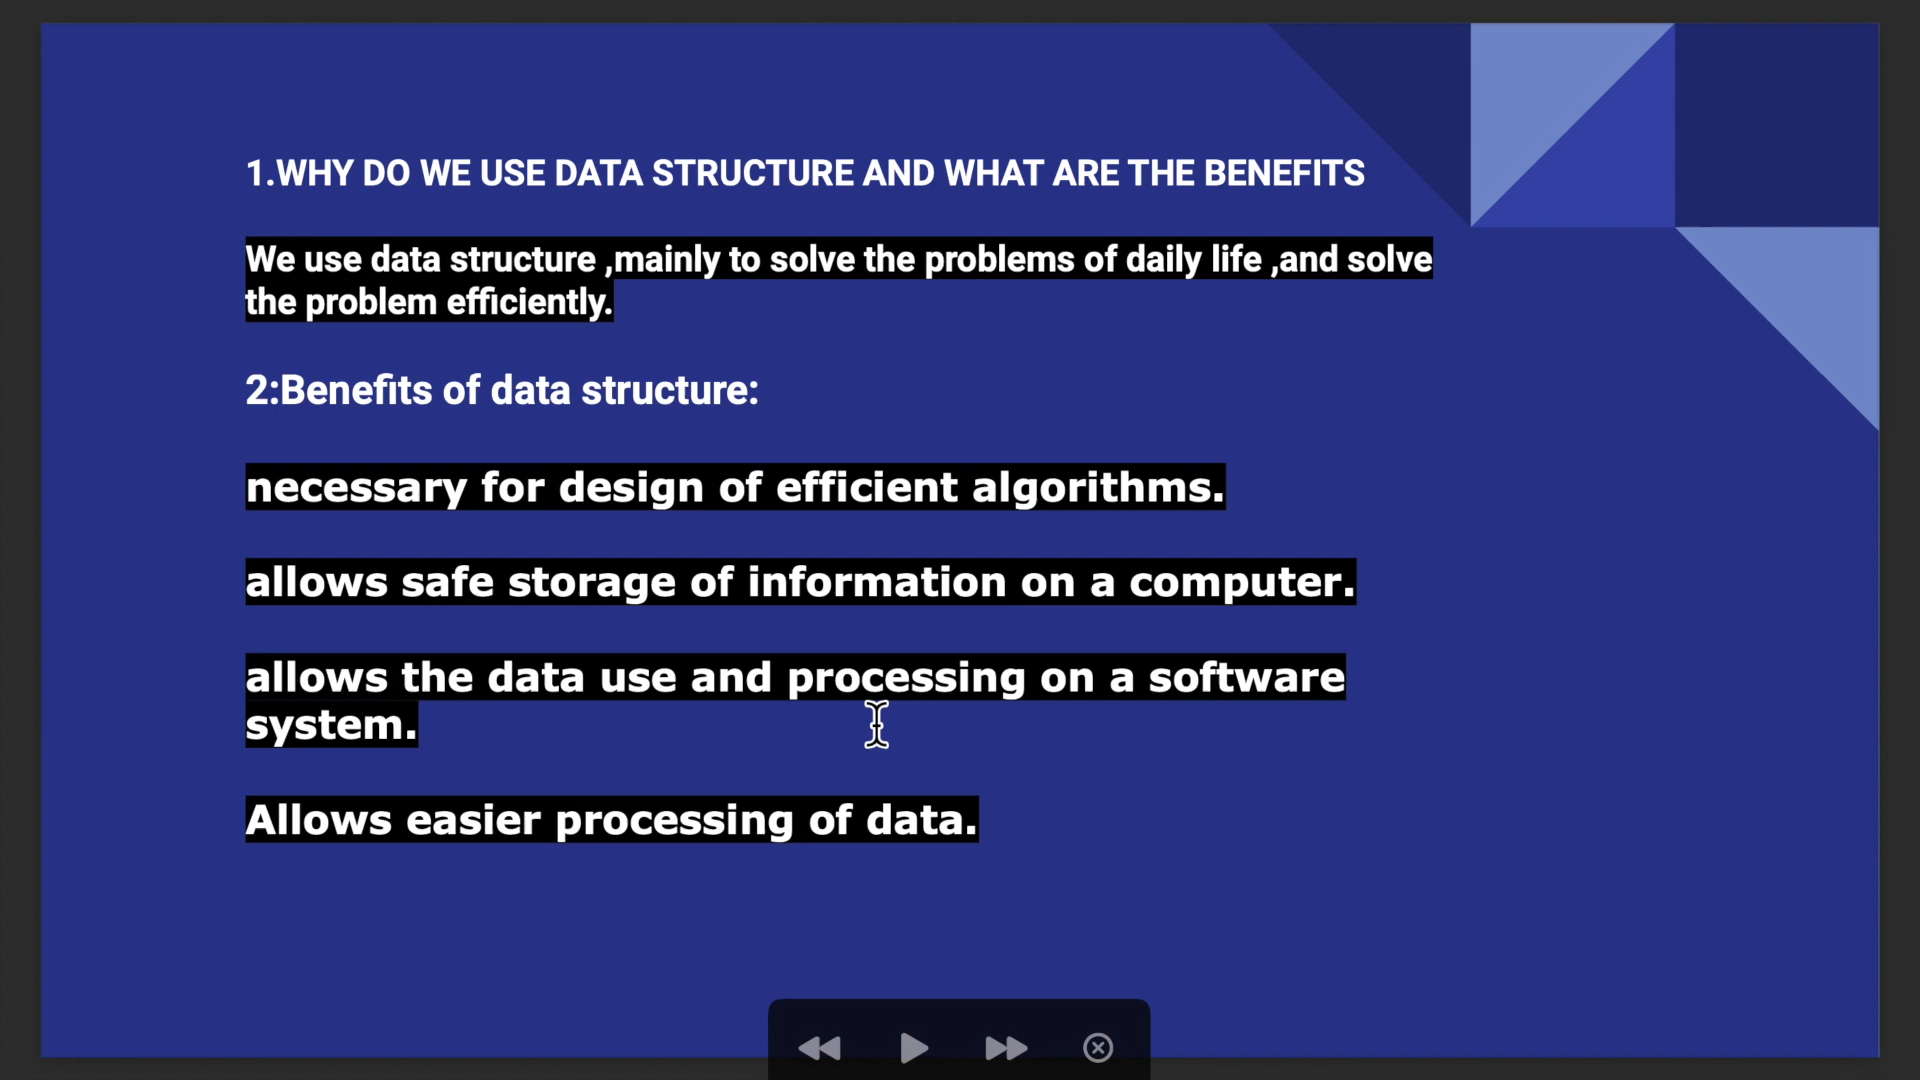 1.WHY DO WE USE DATA STRUCTURE AND WHAT ARE THE BENEFITS
We use data structure ,mainly to solve the problems of daily life ,and solve
the problem efficiently.
2:Benefits of data structure:
necessary for design of efficient algorithms.
allows safe storage of information on a computer.
allows the data use and processing on a software
system.
Allows easier processing of data.